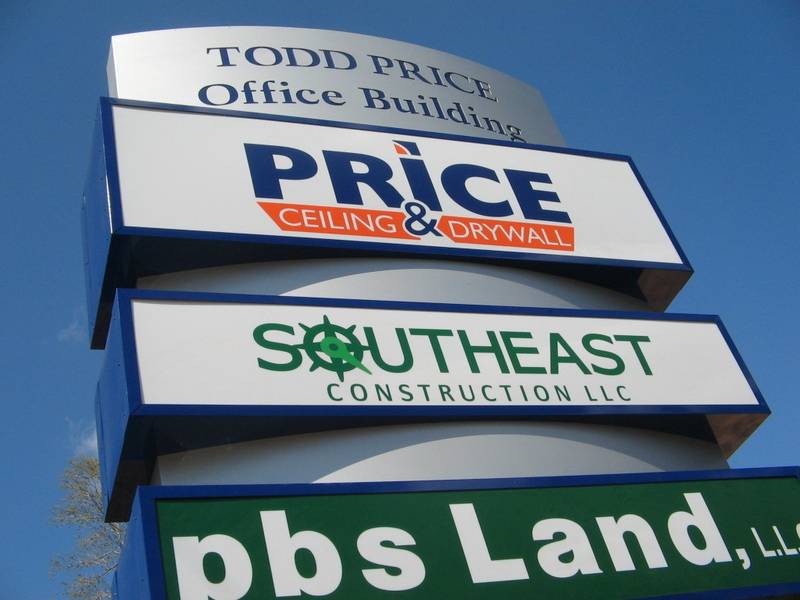 TODD PRICE
Office Building
PRICE
CEILING & DRYWALL
SOUTHEAST
CONSTRUCTION LLC
pbs Land, L.L.C